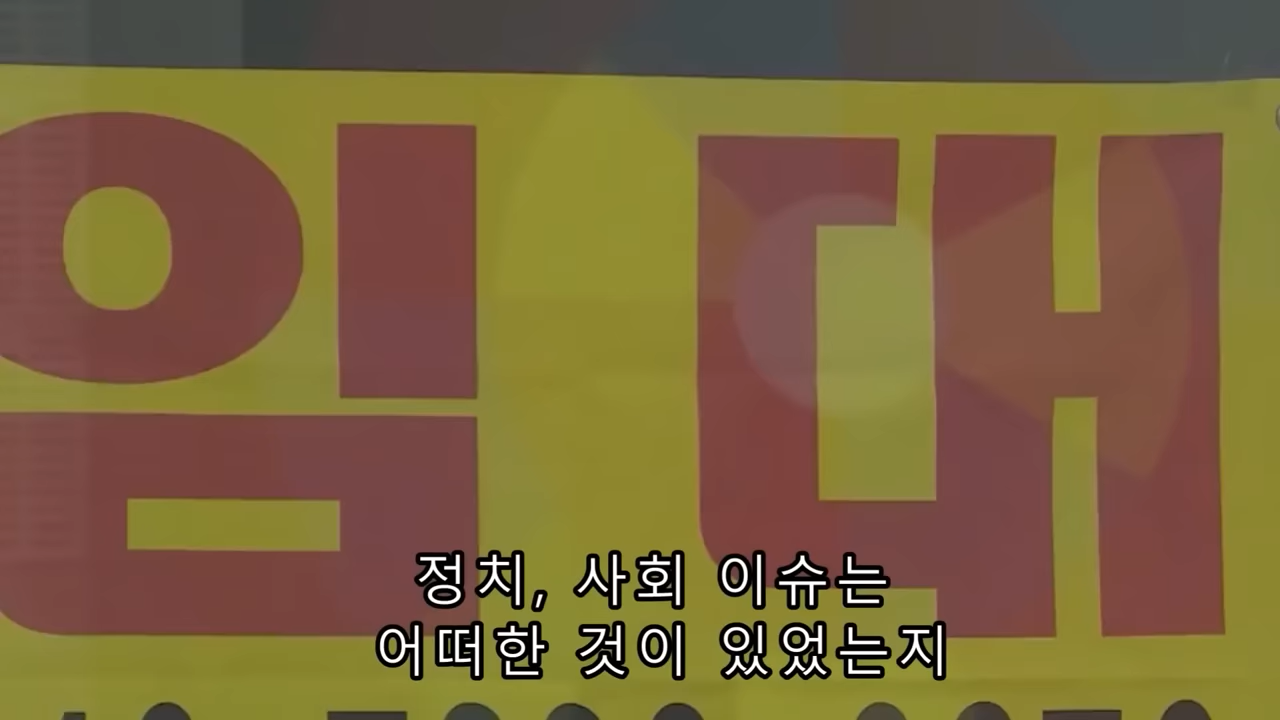 임대
정치, 사회 이슈는
어떠한 것이 있었는지